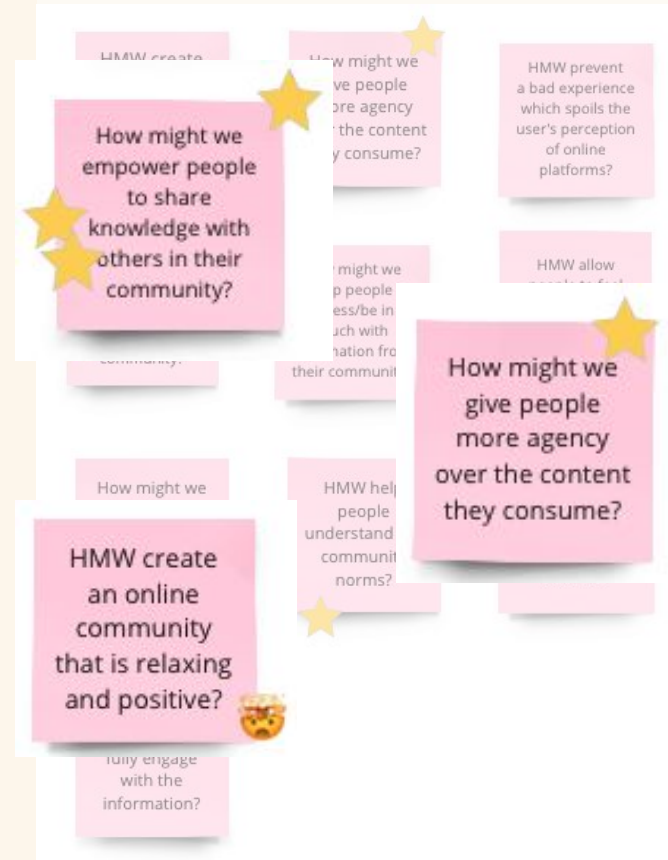 HMW create
How might we
ve people
re agency
the content
y consume?
HMW prevent
a bad experience
which spoils the
user's perception
of online
platforms?
How might we
empower people
to share
knowledge with
others in their
community?
might we
p people
ess/be in
uch with
mation fro
their communit
HMW allow
community?
How might we
give people
more agency
over the content
they consume?
How might we
HMW help
people
understand
communit
norms?
HMW create
an online
community
that is relaxing
and positive?
fully engage
with the
information?